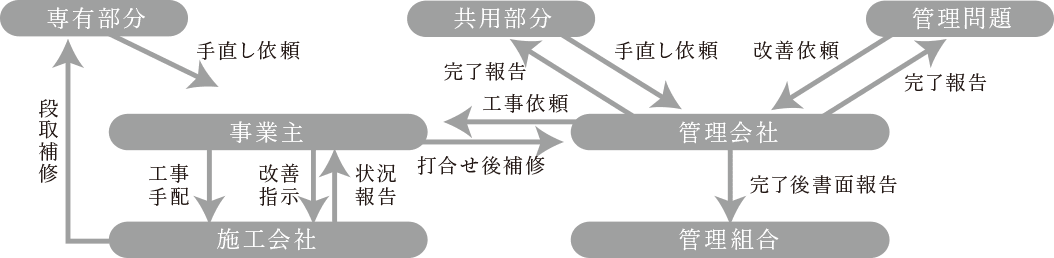 専有部分
共用部分
管理問題
手直し依頼
手直し依頼
改善依頼
完了報告
完了報告
工事依頼
段取補修
事業主
管理会社
打合せ後補修
工事
手配
改善
指示
状況
報告
完了後書面報告
施工会社
管理組合